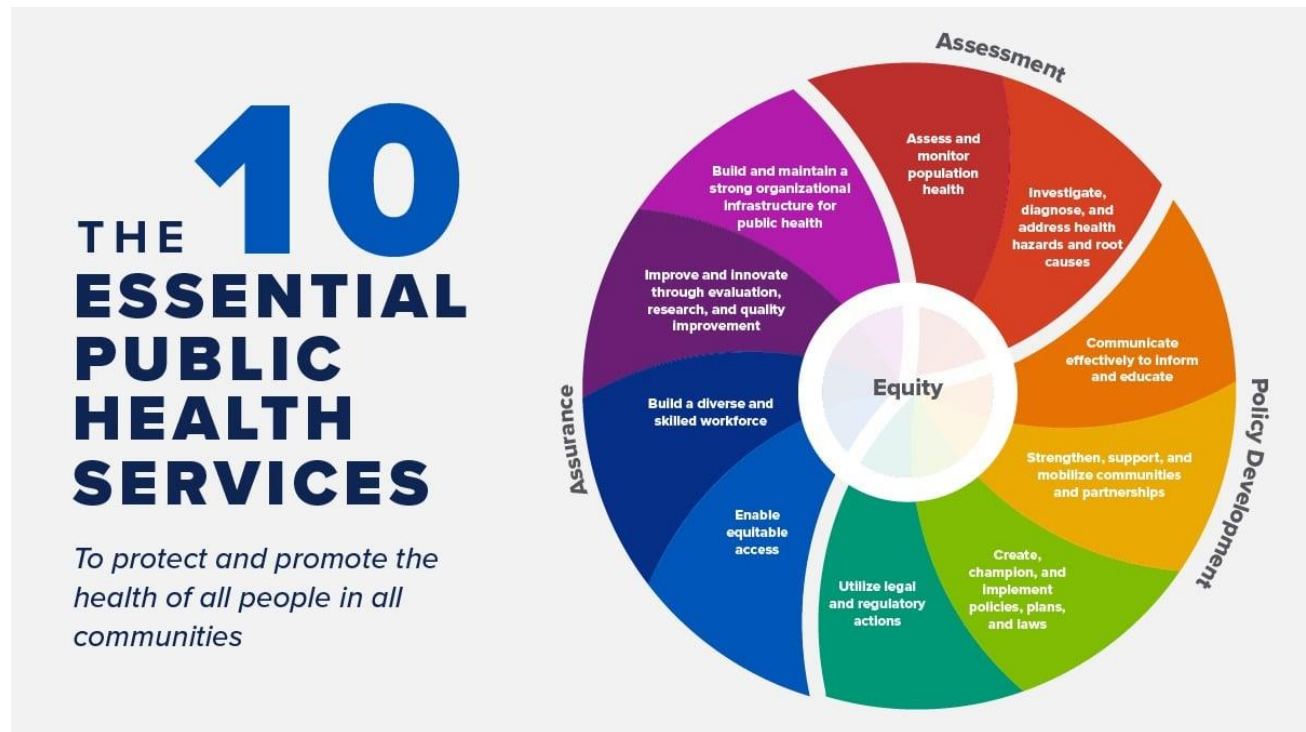 THE 10
ESSENTIAL
PUBLIC
HEALTH
SERVICES
To protect and promote the
health of all people in all
communities
Assessment
Assess and
monitor
population
health
Investigate,
diagnose, and
address health
hazards and root
causes
Policy Development
Communicate
effectively to inform
and educate
Strengthen, support, and
mobilize communities
and partnerships
Create,
champion, and
implement
policies, plans,
and laws
Utilize legal
and regulatory
actions
Assurance
Enable
equitable
access
Build a diverse and
skilled workforce
Improve and innovate
through evaluation,
research, and quality
improvement
Build and maintain a
strong organizational
infrastructure for
public health
Equity